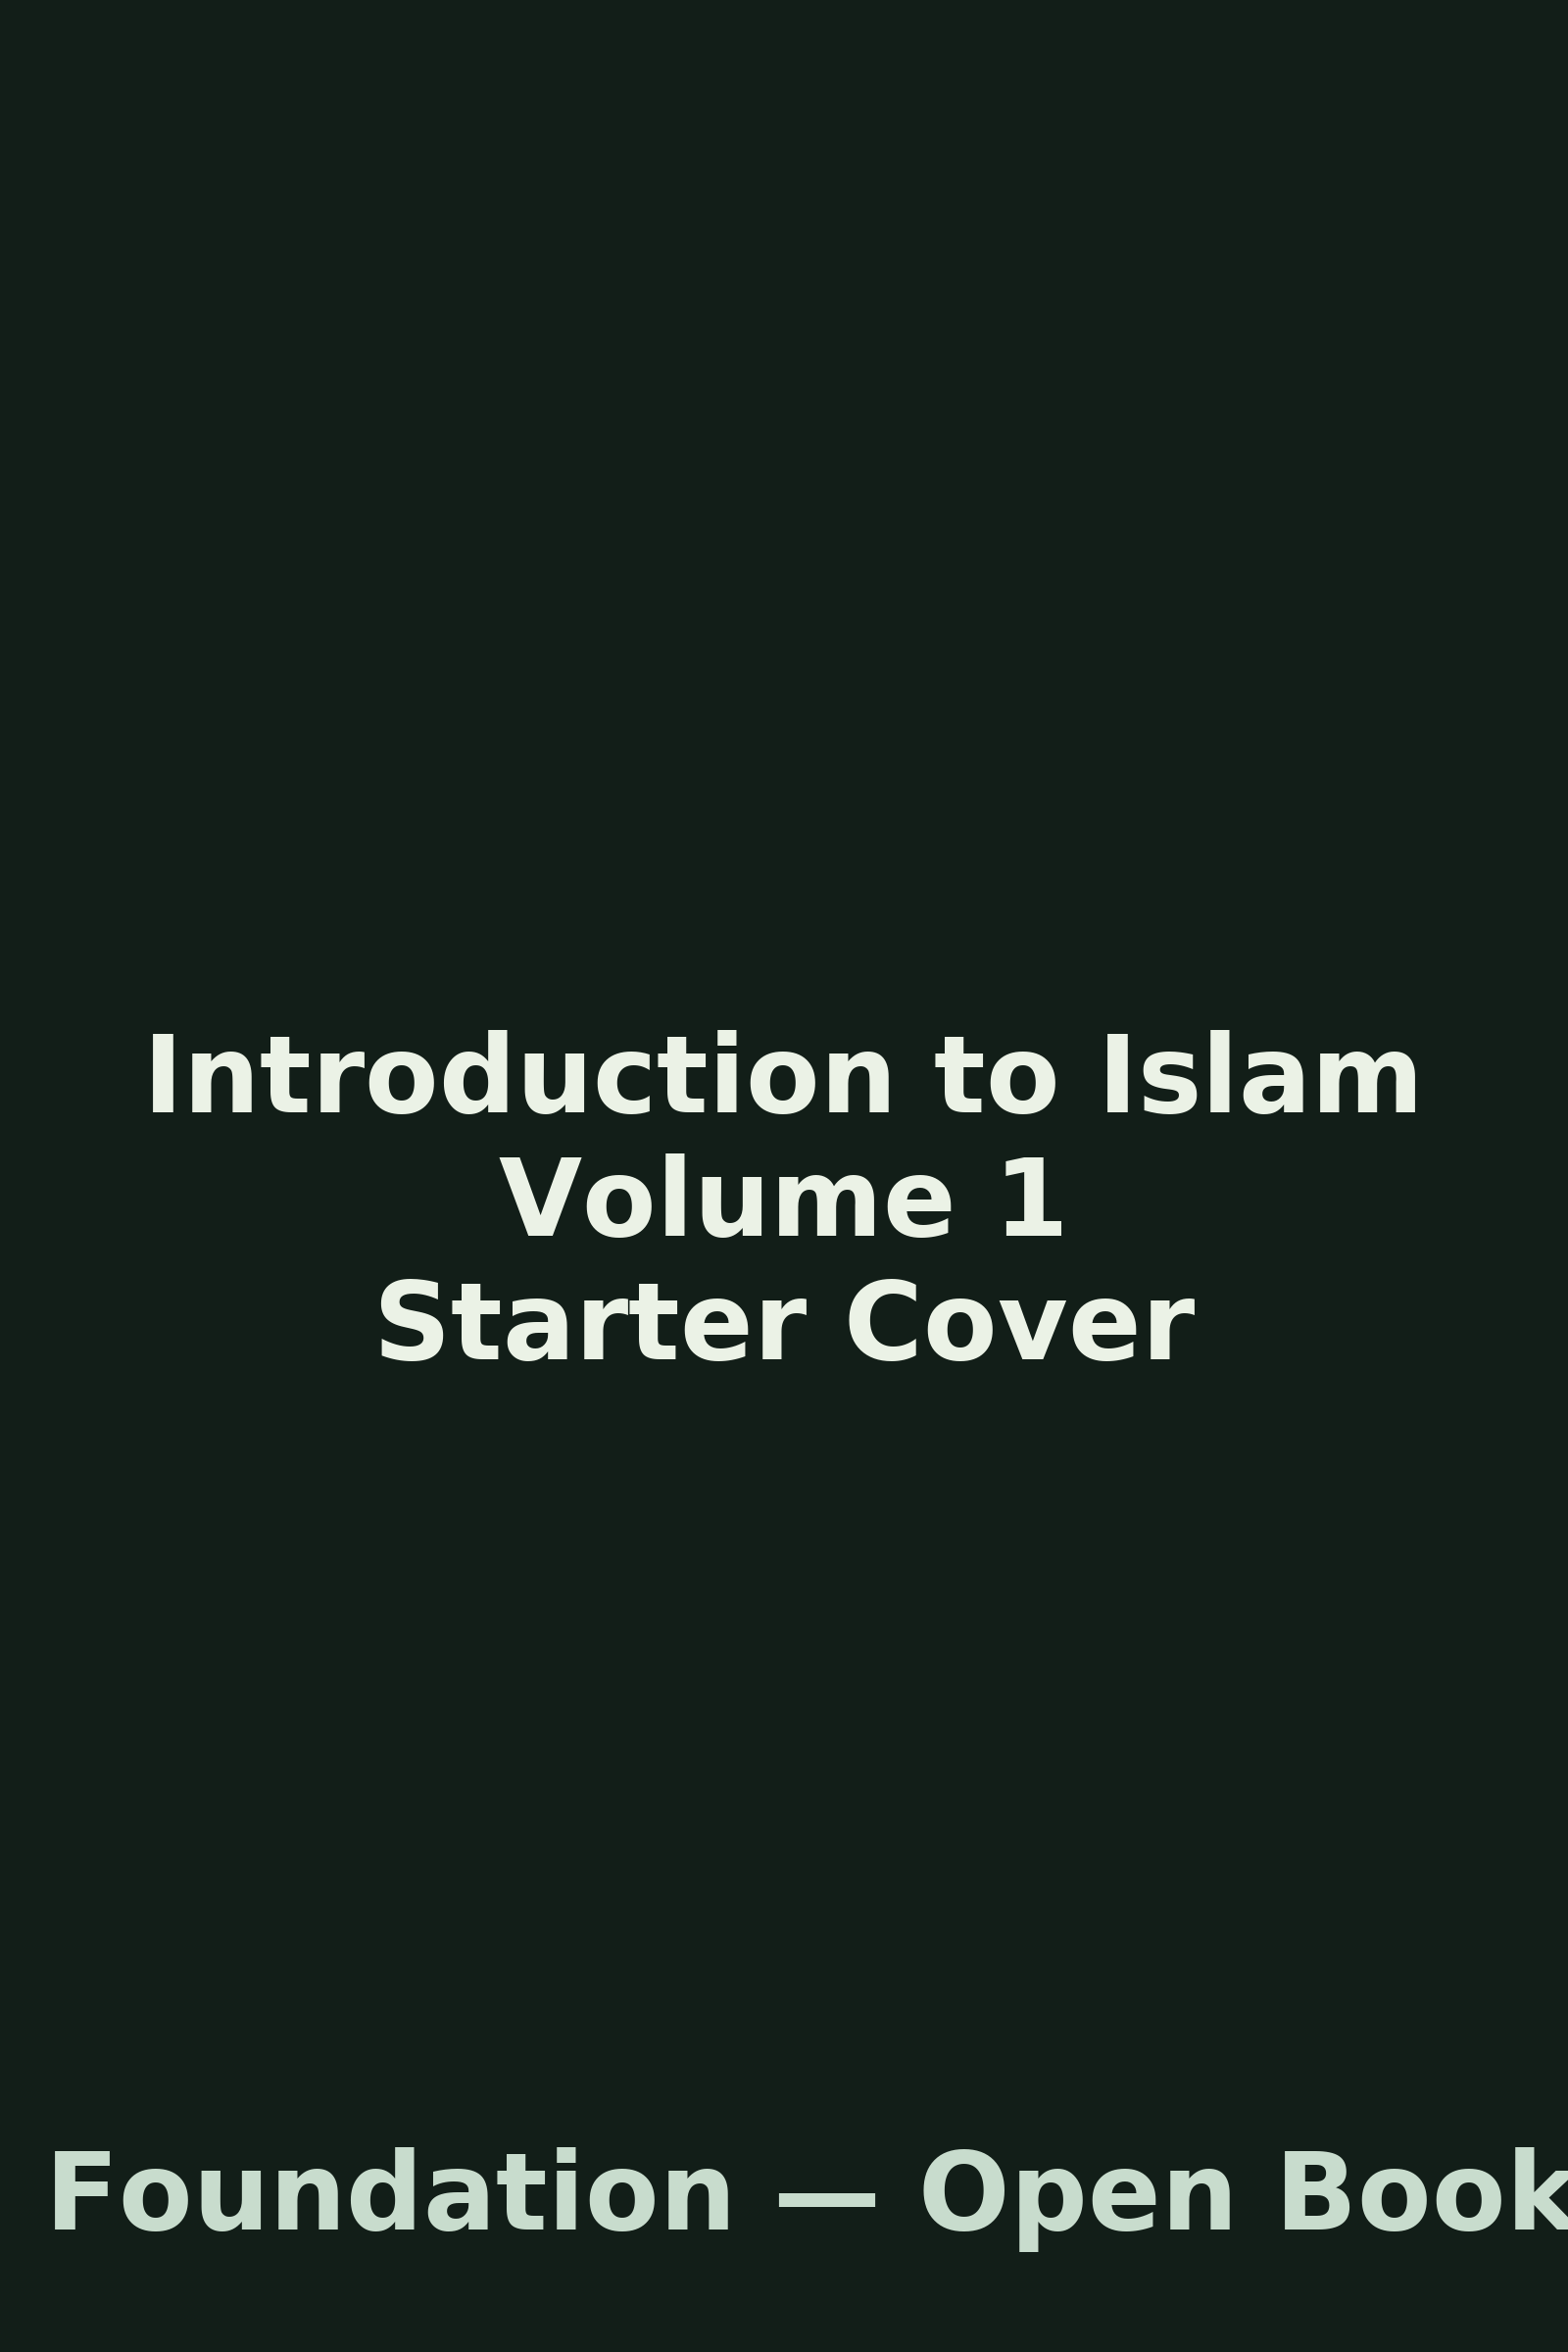 Introduction to Islam
Volume 1
Starter Cover
Foundation — Open Book